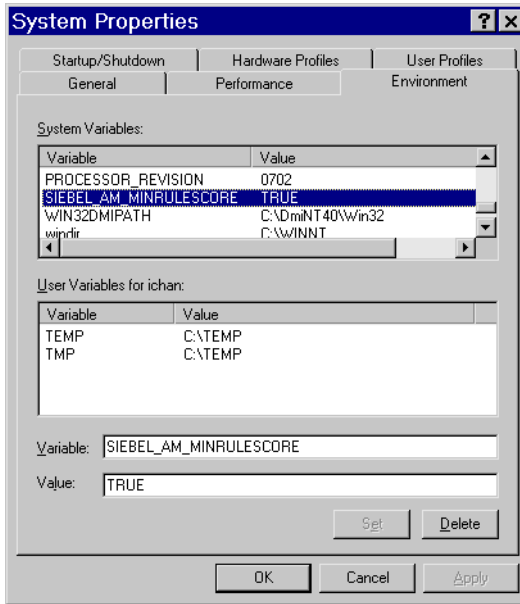 System Properties
Startup/Shutdown Hardware Profiles User Profiles
General Performance Environment
System Variables:
Variable Value
PROCESSOR_REVISION 0702
SIEBEL_AM_MINRULESCORE TRUE
WIN32DMIPATH C:\DmiNT40\Win32
windir C:\WINNT
User Variables for ichan:
Variable Value
TEMP C:\TEMP
TMP C:\TEMP
Variable: SIEBEL_AM_MINRULESCORE
Value: TRUE
Set Delete
OK Cancel Apply